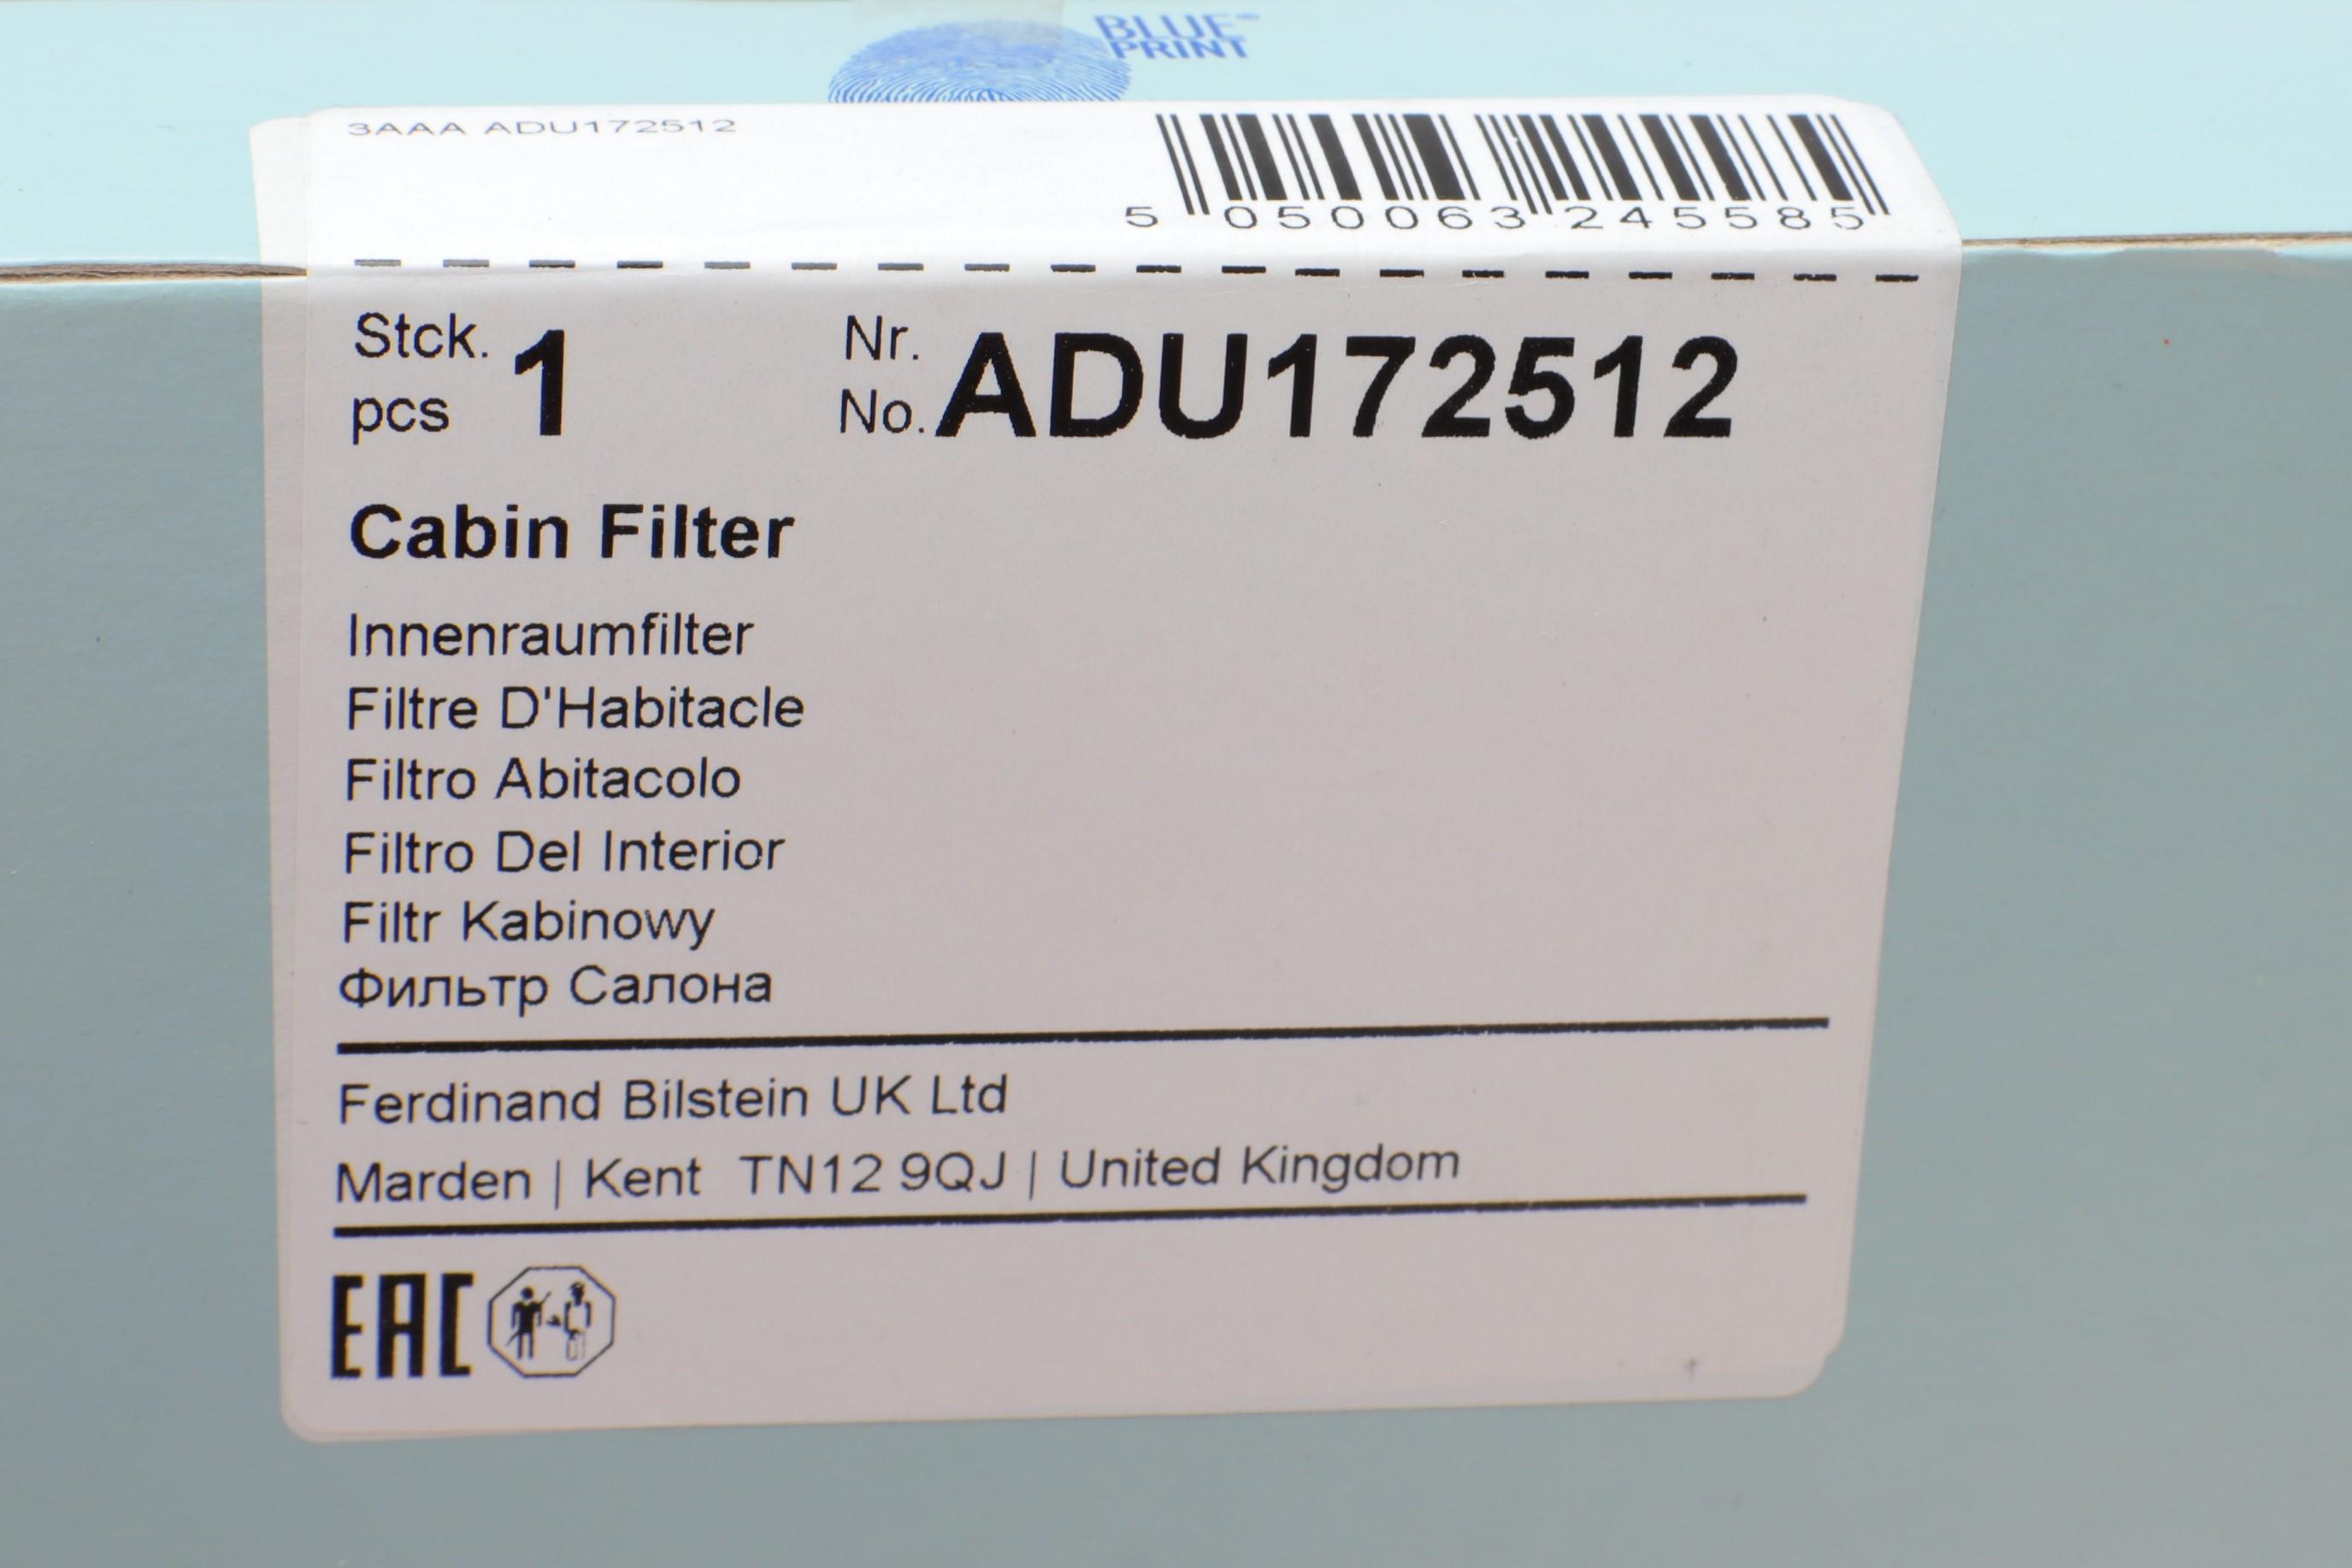 BLUE
PRINT
3AAA ADU172512
5 050063 245585
Stck.
pcs
1
Nr.
No.
ADU172512
Cabin Filter
Innenraumfilter
Filtre D'Habitacle
Filtro Abitacolo
Filtro Del Interior
Filtr Kabinowy
Фильтр Салона
Ferdinand Bilstein UK Ltd
Marden | Kent TN12 9QJ | United Kingdom
EAC